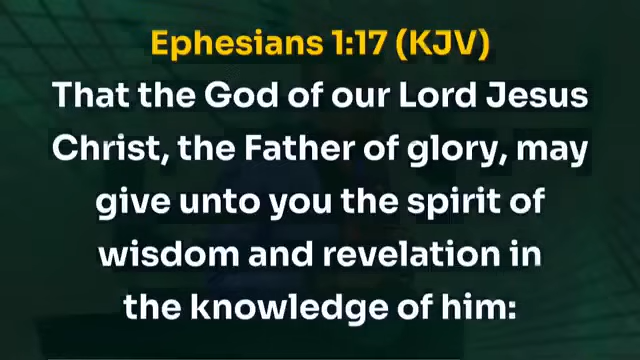 Ephesians 1:17 (KJV)
That the God of our Lord Jesus
Christ, the Father of glory, may
give unto you the spirit of
wisdom and revelation in
the knowledge of him: